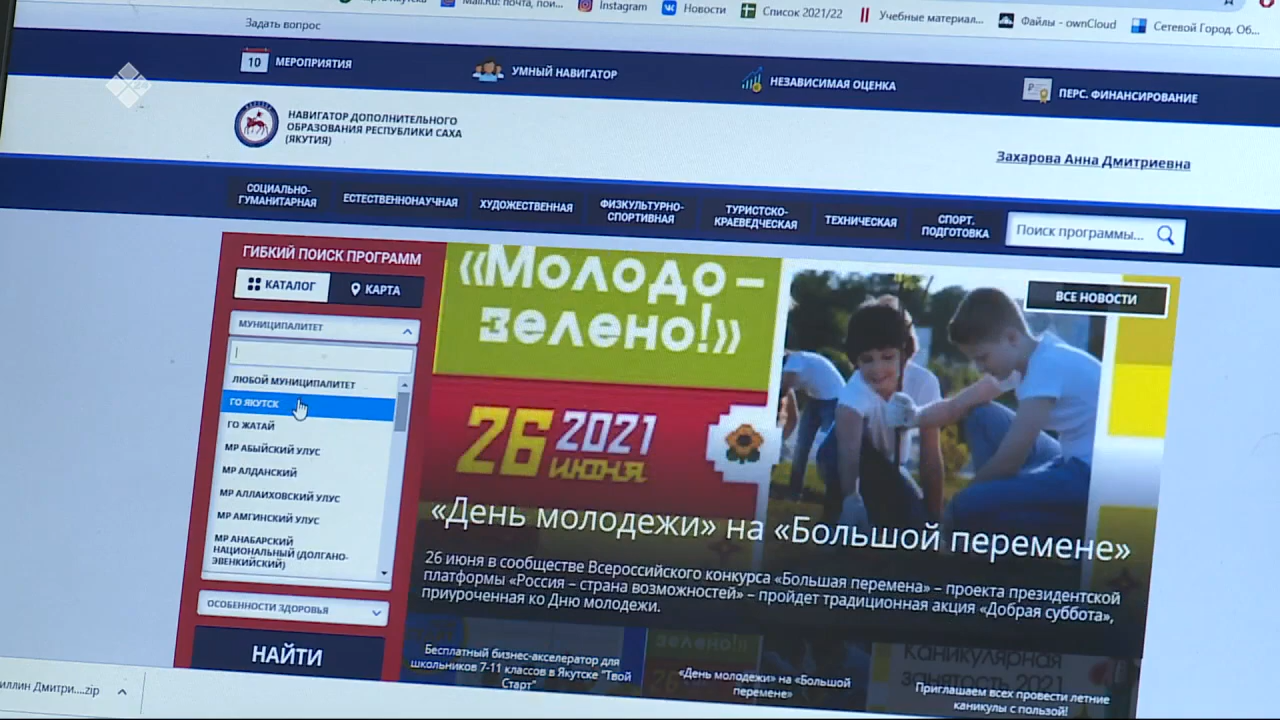 Instagram
Новости
Список 2021/22
Учебные материал...
Файлы - ownCloud
Сетевой Город. Об...
Задать вопрос
10 МЕРОПРИЯТИЯ
УМНЫЙ НАВИГАТОР
НЕЗАВИСИМАЯ ОЦЕНКА
ПЕРС. ФИНАНСИРОВАНИЕ
НАВИГАТОР ДОПОЛНИТЕЛЬНОГО
ОБРАЗОВАНИЯ РЕСПУБЛИКИ САХА
(ЯКУТИЯ)
Захарова Анна Дмитриевна
СОЦИАЛЬНО-
ГУМАНИТАРНАЯ
ЕСТЕСТВЕННОНАУЧНАЯ
ХУДОЖЕСТВЕННАЯ
ФИЗКУЛЬТУРНО-
СПОРТИВНАЯ
ТУРИСТСКО-
КРАЕВЕДЧЕСКАЯ
ТЕХНИЧЕСКАЯ
СПОРТ.
ПОДГОТОВКА
Поиск программы...
ГИБКИЙ ПОИСК ПРОГРАММ
КАТАЛОГ
КАРТА
МУНИЦИПАЛИТЕТ
ЛЮБОЙ МУНИЦИПАЛИТЕТ
ГО ЯКУТСК
ГО ЖАТАЙ
МР АБЫЙСКИЙ УЛУС
МР АЛДАНСКИЙ
МР АЛЛАИХОВСКИЙ УЛУС
МР АМГИНСКИЙ УЛУС
МР АНАБАРСКИЙ
НАЦИОНАЛЬНЫЙ (ДОЛГАНО-
ЭВЕНКИЙСКИЙ)
ОСОБЕННОСТИ ЗДОРОВЬЯ
НАЙТИ
«Молодо –
зелено!»
ВСЕ НОВОСТИ
26 2021
ИЮНЯ
«День молодежи» на «Большой перемене»
26 июня в сообществе Всероссийского конкурса «Большая перемена» – проекта президентской
платформы «Россия – страна возможностей» – пройдет традиционная акция «Добрая суббота»,
приуроченная ко Дню молодежи.
Бесплатный бизнес-акселератор для
школьников 7-11 классов в Якутске "Твой
Старт"
«День молодежи» на «Большой
перемене»
Каникулярная
занятость 2021
Приглашаем всех провести летние
каникулы с пользой!
иллин Дмитри....zip